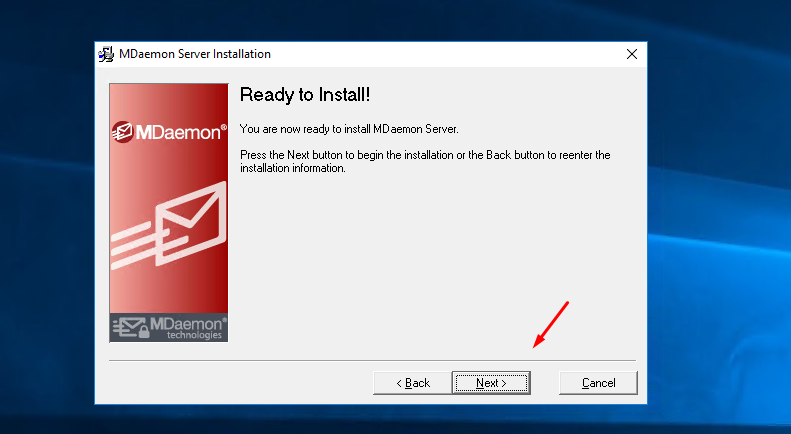 MDaemon Server Installation
Ready to Install!
MDaemon®
You are now ready to install MDaemon Server.
Press the Next button to begin the installation or the Back button to reenter the
installation information.
MDaemon®
technologies
< Back
Next >
Cancel